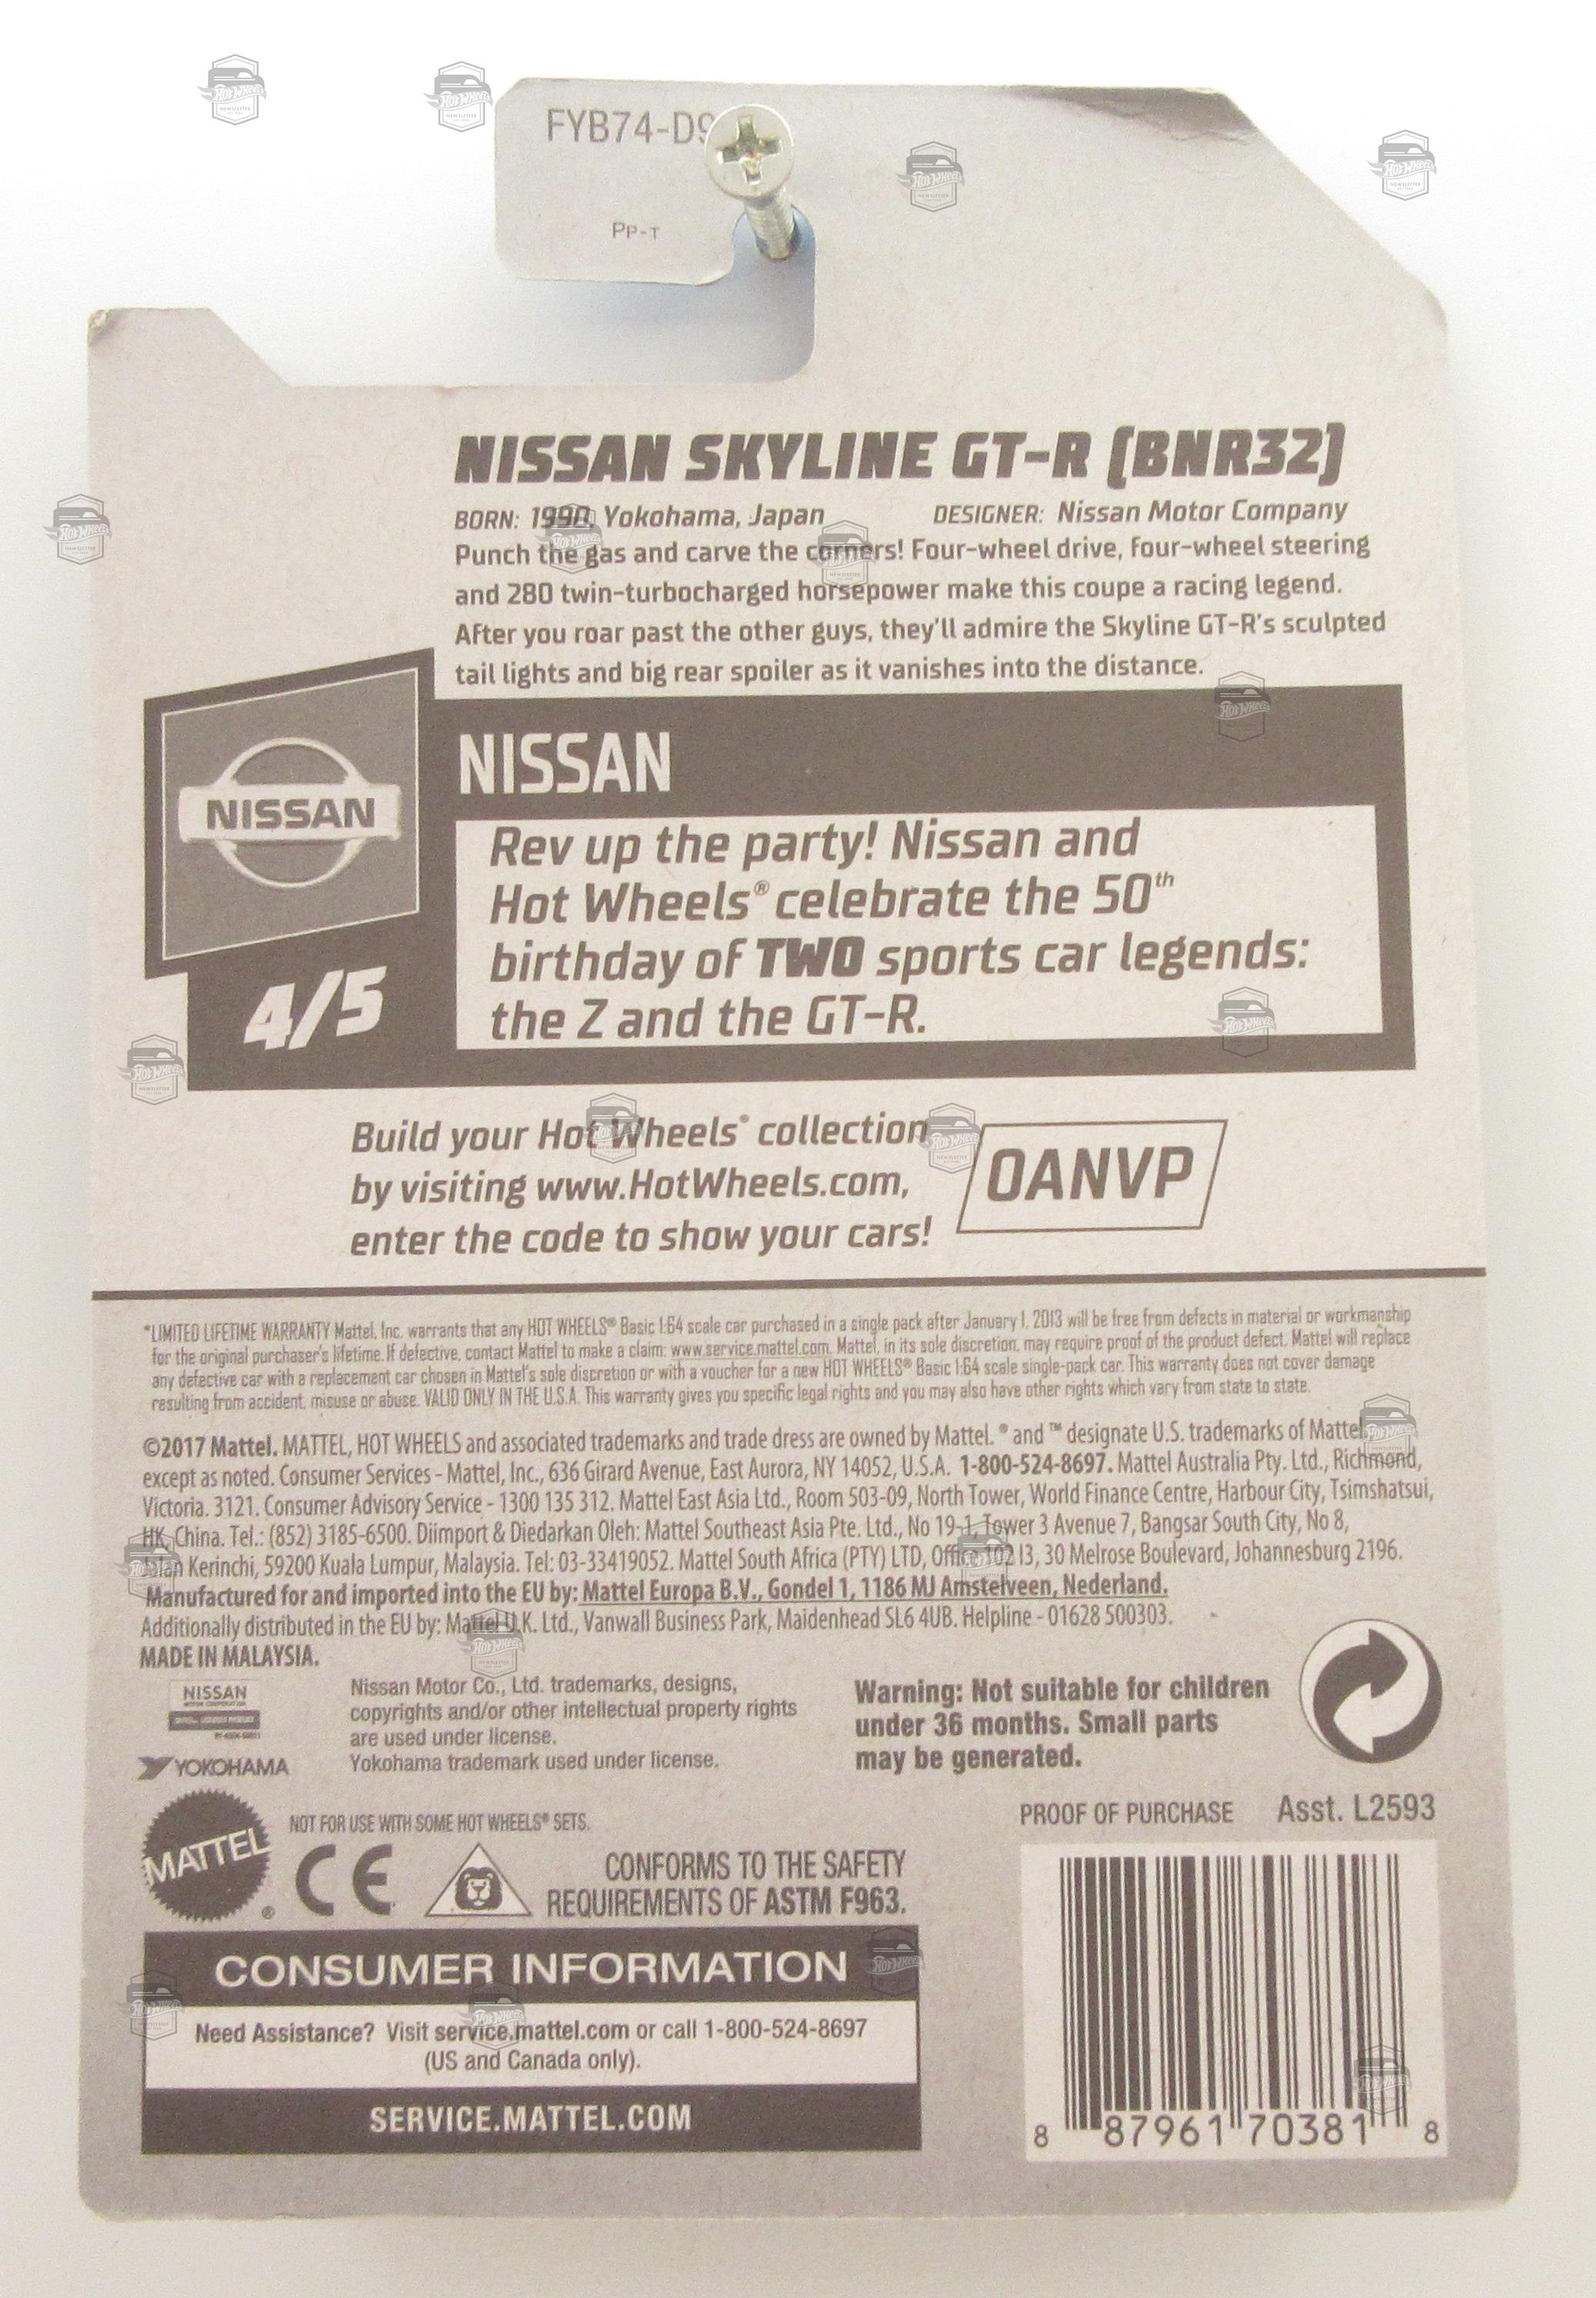 FYB74-D9
PP-T
NISSAN SKYLINE GT-R (BNR32)
BORN: 1990, Yokohama, Japan DESIGNER: Nissan Motor Company
Punch the gas and carve the corners! Four-wheel drive, four-wheel steering
and 280 twin-turbocharged horsepower make this coupe a racing legend.
After you roar past the other guys, they'll admire the Skyline GT-R's sculpted
tail lights and big rear spoiler as it vanishes into the distance.
NISSAN
NISSAN
Rev up the party! Nissan and
Hot Wheels® celebrate the 50th
birthday of TWO sports car legends:
the Z and the GT-R.
4/5
Build your Hot Wheels® collection
by visiting www.HotWheels.com,
enter the code to show your cars!
OANVP
*LIMITED LIFETIME WARRANTY Mattel, Inc. warrants that any HOT WHEELS® Basic 1:64 scale car purchased in a single pack after January 1, 2013 will be free from defects in material or workmanship
for the original purchaser's lifetime. If defective, contact Mattel to make a claim: www.service.mattel.com. Mattel, in its sole discretion, may require proof of the product defect. Mattel will replace
any defective car with a replacement car chosen in Mattel's sole discretion or with a voucher for a new HOT WHEELS® Basic 1:64 scale single-pack car. This warranty does not cover damage
resulting from accident, misuse or abuse. VALID ONLY IN THE U.S.A. This warranty gives you specific legal rights and you may also have other rights which vary from state to state.
©2017 Mattel. MATTEL, HOT WHEELS and associated trademarks and trade dress are owned by Mattel. ® and ™ designate U.S. trademarks of Mattel,
except as noted. Consumer Services - Mattel, Inc., 636 Girard Avenue, East Aurora, NY 14052, U.S.A. 1-800-524-8697. Mattel Australia Pty. Ltd., Richmond,
Victoria. 3121. Consumer Advisory Service - 1300 135 312. Mattel East Asia Ltd., Room 503-09, North Tower, World Finance Centre, Harbour City, Tsimshatsui,
HK, China. Tel.: (852) 3185-6500. Diimport & Diedarkan Oleh: Mattel Southeast Asia Pte. Ltd., No 19-1, Tower 3 Avenue 7, Bangsar South City, No 8,
Jalan Kerinchi, 59200 Kuala Lumpur, Malaysia. Tel: 03-33419052. Mattel South Africa (PTY) LTD, Office 102 I3, 30 Melrose Boulevard, Johannesburg 2196.
Manufactured for and imported into the EU by: Mattel Europa B.V., Gondel 1, 1186 MJ Amstelveen, Nederland.
Additionally distributed in the EU by: Mattel U.K. Ltd., Vanwall Business Park, Maidenhead SL6 4UB. Helpline - 01628 500303.
MADE IN MALAYSIA.
NISSAN
Nissan Motor Co., Ltd. trademarks, designs,
copyrights and/or other intellectual property rights
are used under license.
YOKOHAMA
Yokohama trademark used under license.
Warning: Not suitable for children
under 36 months. Small parts
may be generated.
MATTEL®
NOT FOR USE WITH SOME HOT WHEELS® SETS.
CE
CONFORMS TO THE SAFETY
REQUIREMENTS OF ASTM F963.
PROOF OF PURCHASE Asst. L2593
CONSUMER INFORMATION
Need Assistance? Visit service.mattel.com or call 1-800-524-8697
(US and Canada only).
SERVICE.MATTEL.COM
8 87961 70381 8